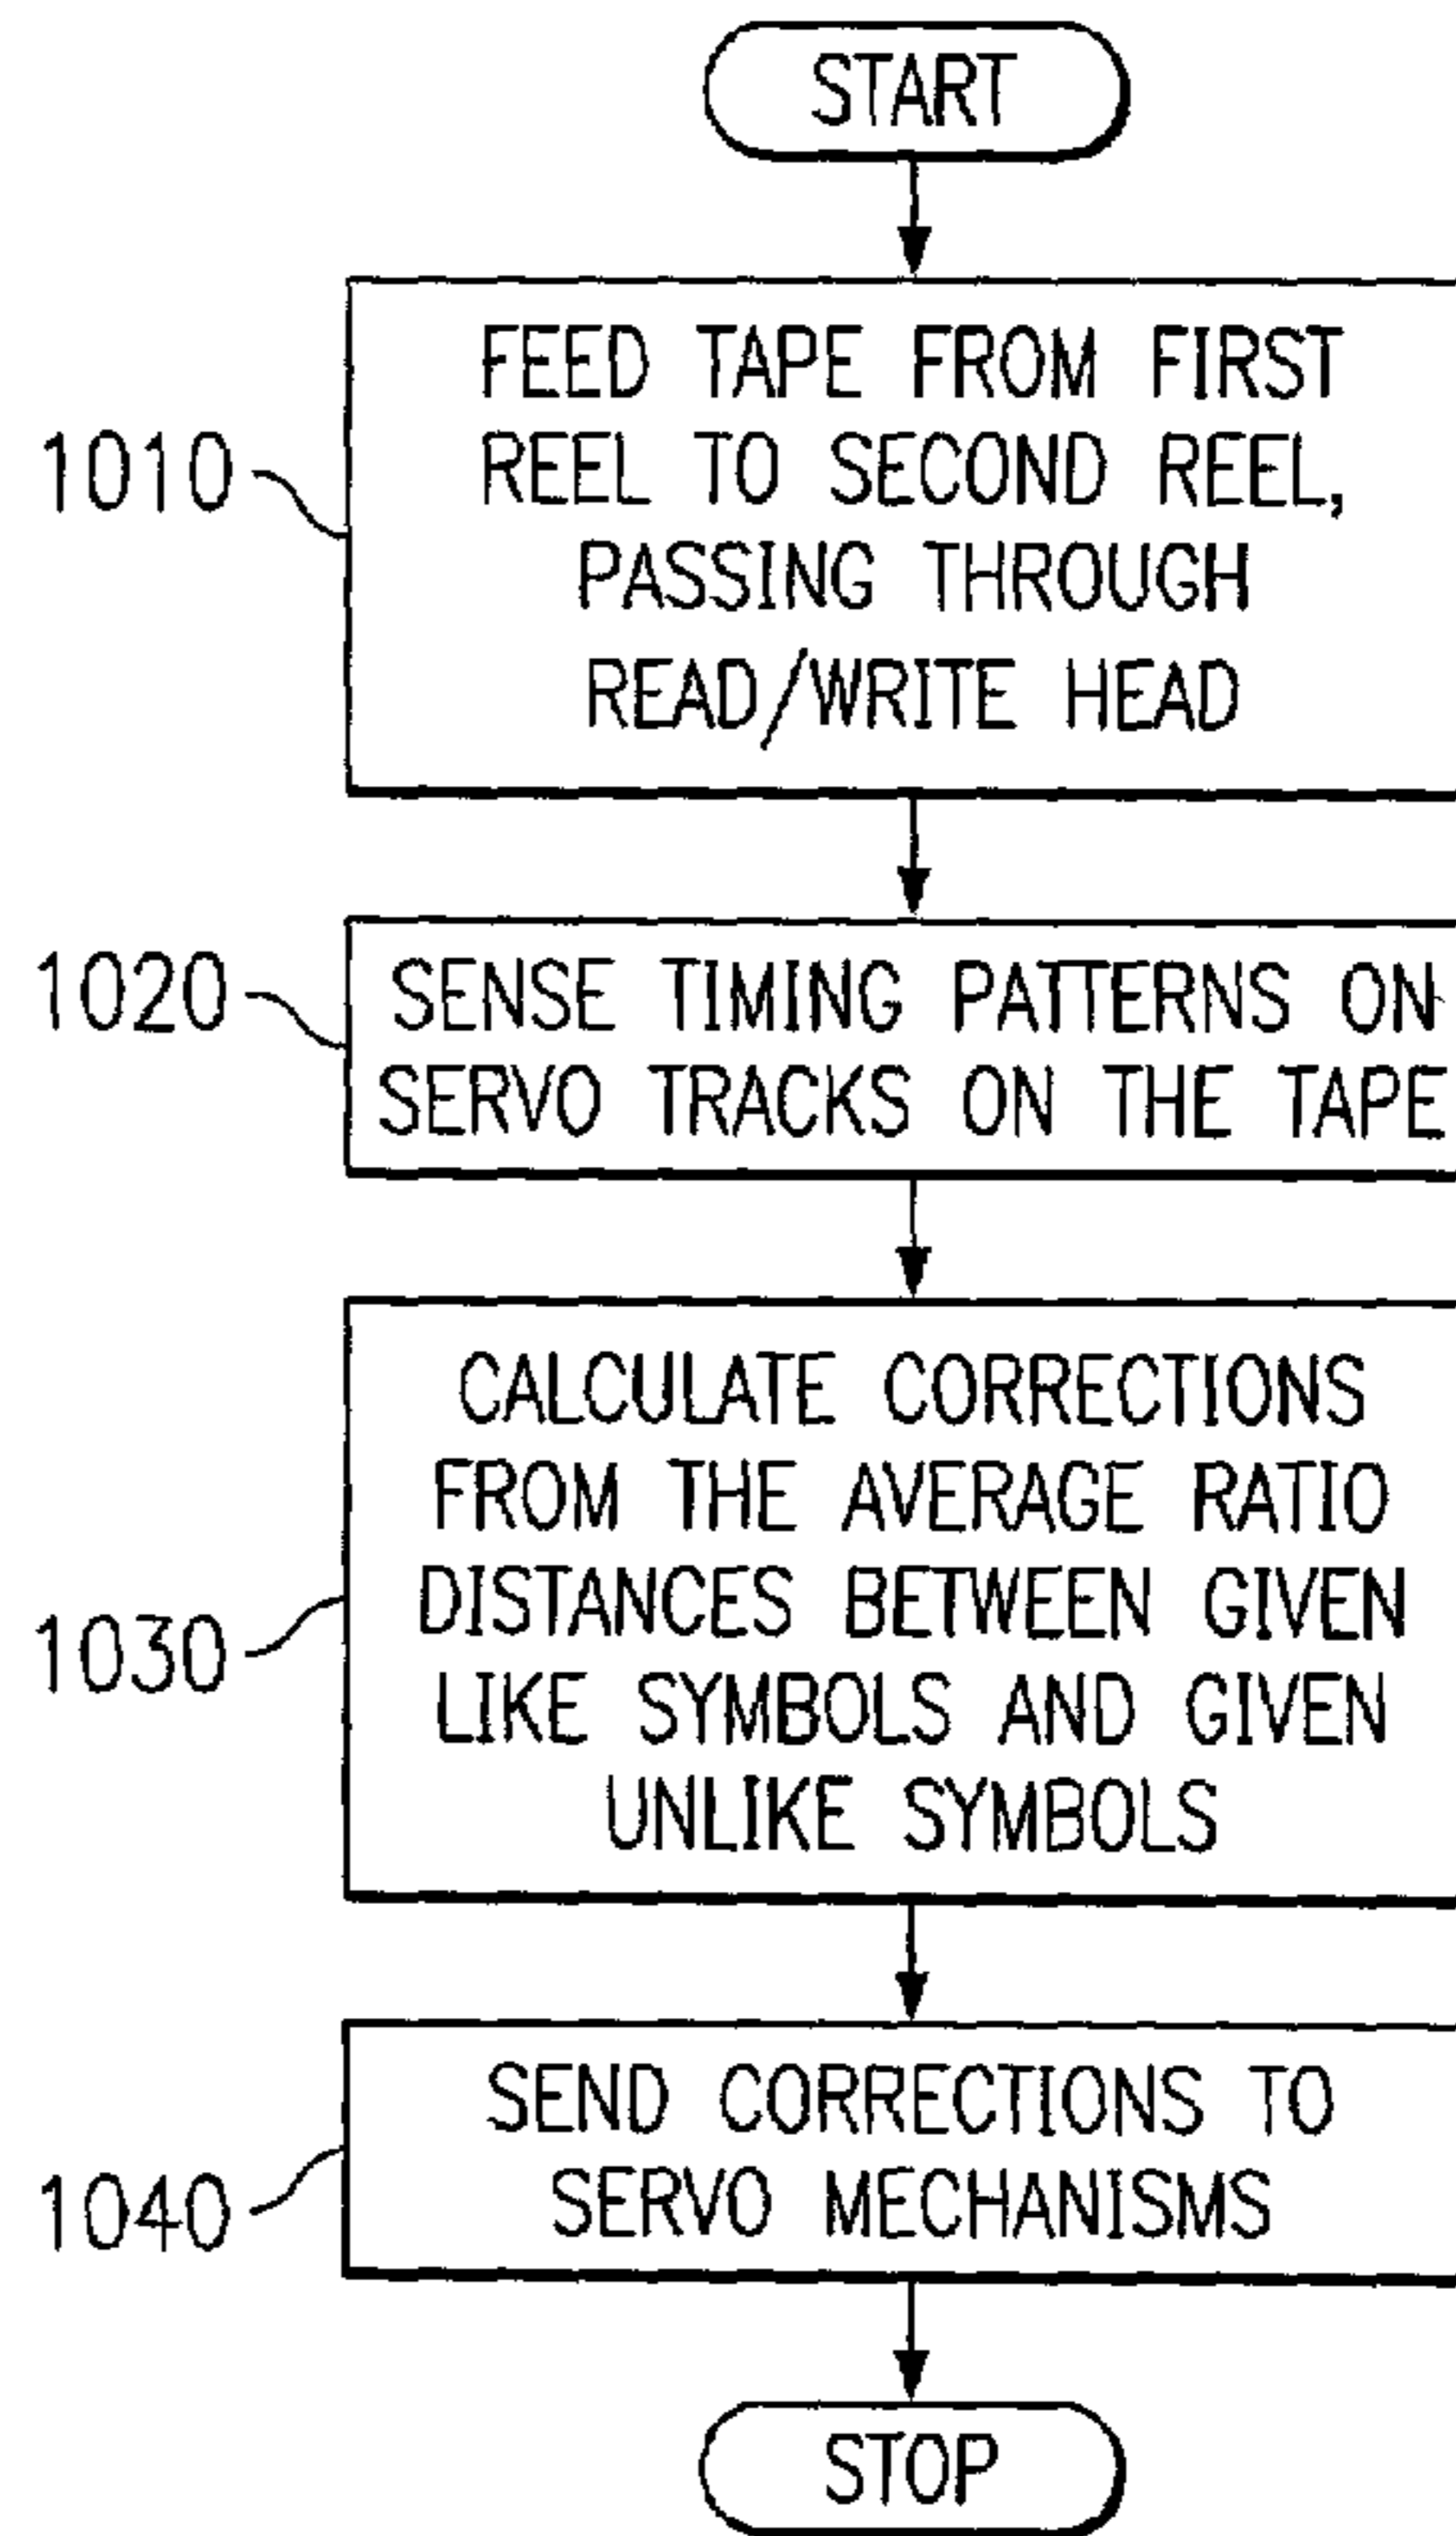 START
1010
FEED TAPE FROM FIRST
REEL TO SECOND REEL,
PASSING THROUGH
READ/WRITE HEAD
1020
SENSE TIMING PATTERNS ON
SERVO TRACKS ON THE TAPE
1030
CALCULATE CORRECTIONS
FROM THE AVERAGE RATIO
DISTANCES BETWEEN GIVEN
LIKE SYMBOLS AND GIVEN
UNLIKE SYMBOLS
1040
SEND CORRECTIONS TO
SERVO MECHANISMS
STOP